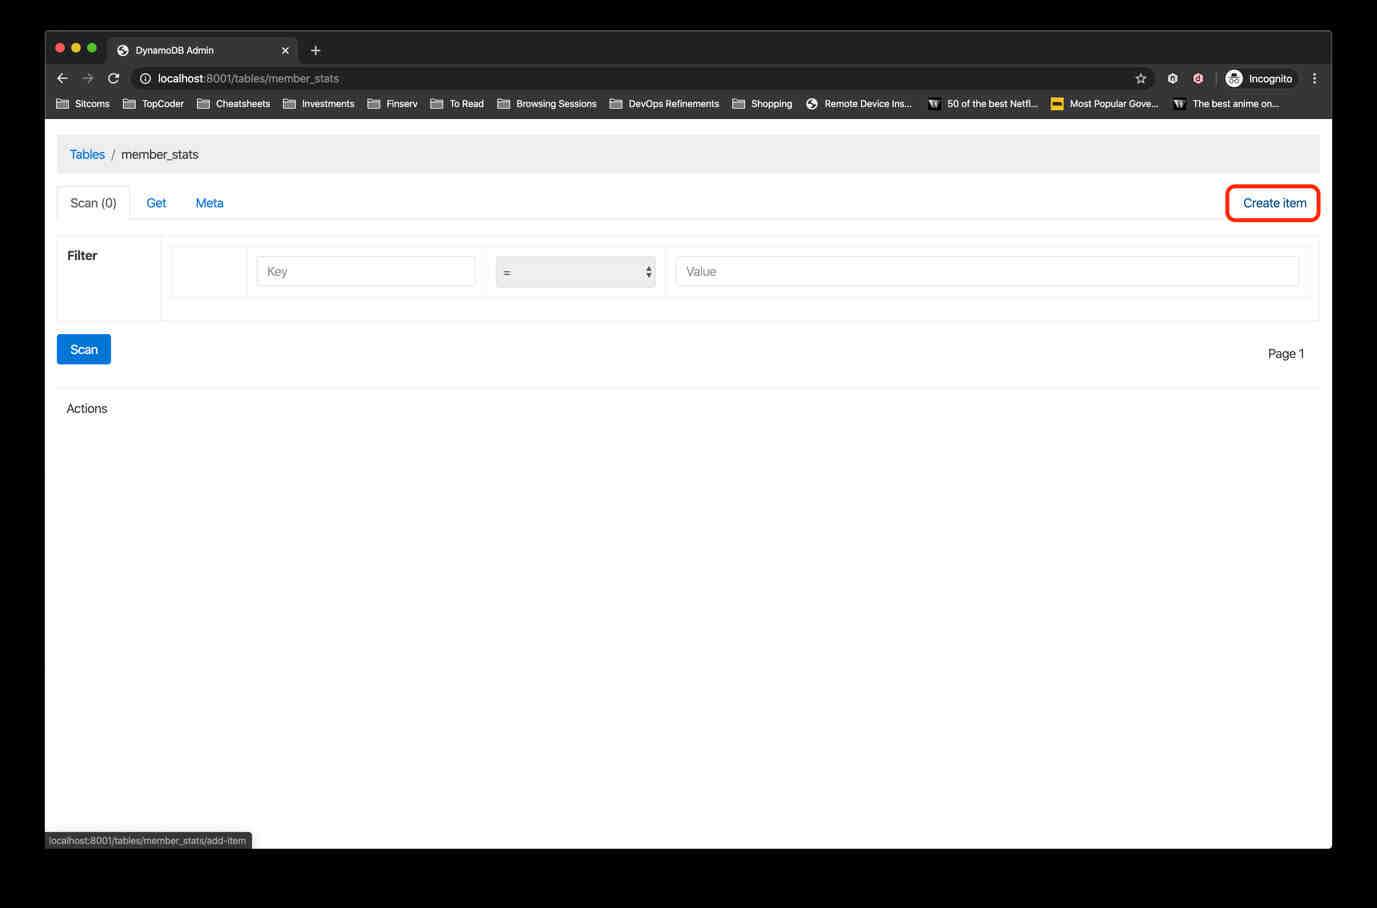 DynamoDB Admin
localhost:8001/tables/member_stats
Incognito
Sitcoms TopCoder Cheatsheets Investments Finserv To Read Browsing Sessions DevOps Refinements Shopping Remote Device Ins... 50 of the best Netfl... Most Popular Gove... The best anime on...
Tables / member_stats
Scan (0) Get Meta Create item
Filter
Key = Value
Scan
Page 1
Actions
localhost:8001/tables/member_stats/add-item